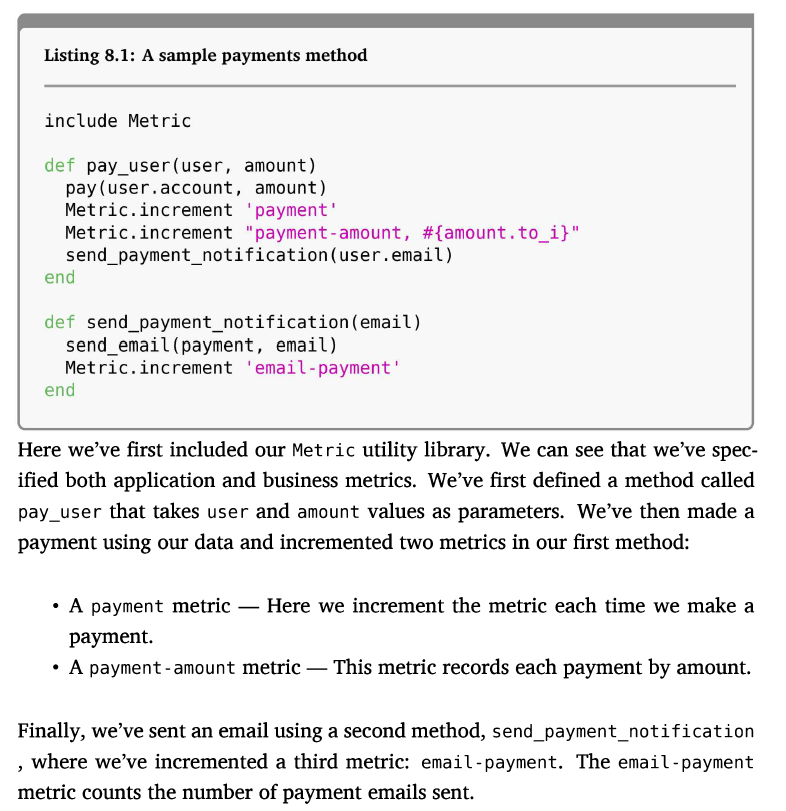 Listing 8.1: A sample payments method
include Metric
def pay_user(user, amount)
  pay(user.account, amount)
  Metric.increment 'payment'
  Metric.increment "payment-amount, #{amount.to_i}"
  send_payment_notification(user.email)
end
def send_payment_notification(email)
  send_email(payment, email)
  Metric.increment 'email-payment'
end
Here we’ve first included our Metric utility library. We can see that we’ve spec-
ified both application and business metrics. We’ve first defined a method called
pay_user that takes user and amount values as parameters. We’ve then made a
payment using our data and incremented two metrics in our first method:
• A payment metric — Here we increment the metric each time we make a
payment.
• A payment-amount metric — This metric records each payment by amount.
Finally, we’ve sent an email using a second method, send_payment_notification
, where we’ve incremented a third metric: email-payment. The email-payment
metric counts the number of payment emails sent.